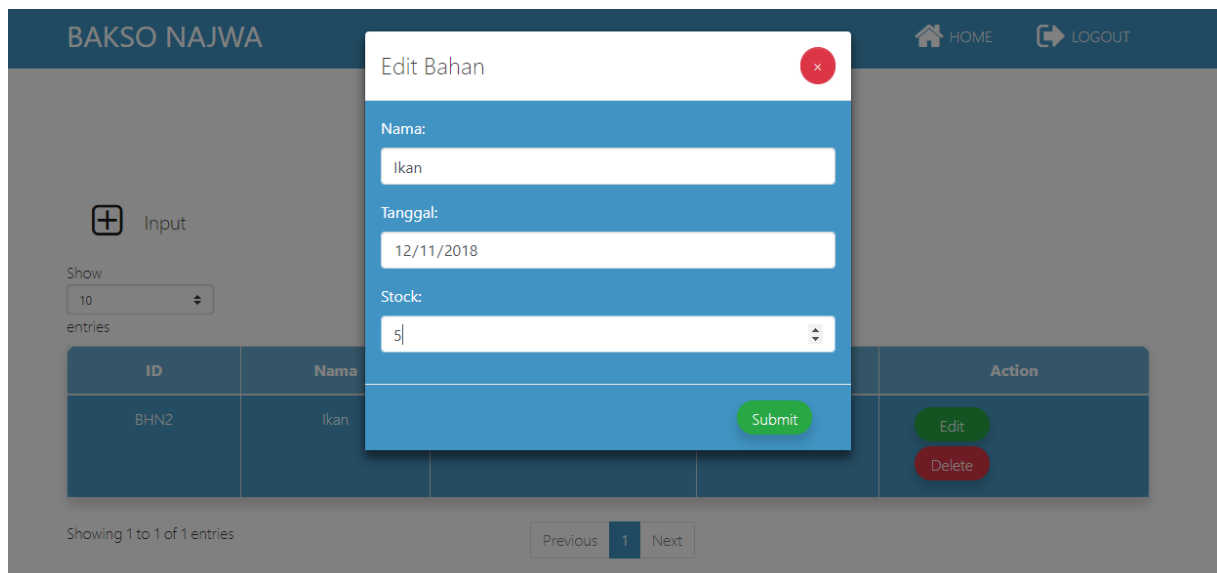 BAKSO NAJWA
HOME
LOGOUT
Edit Bahan
×
Nama:
Ikan
Tanggal:
12/11/2018
Stock:
5
Submit
Input
Show
10
entries
ID Nama Action
BHN2 Ikan Edit
Delete
Showing 1 to 1 of 1 entries
Previous 1 Next